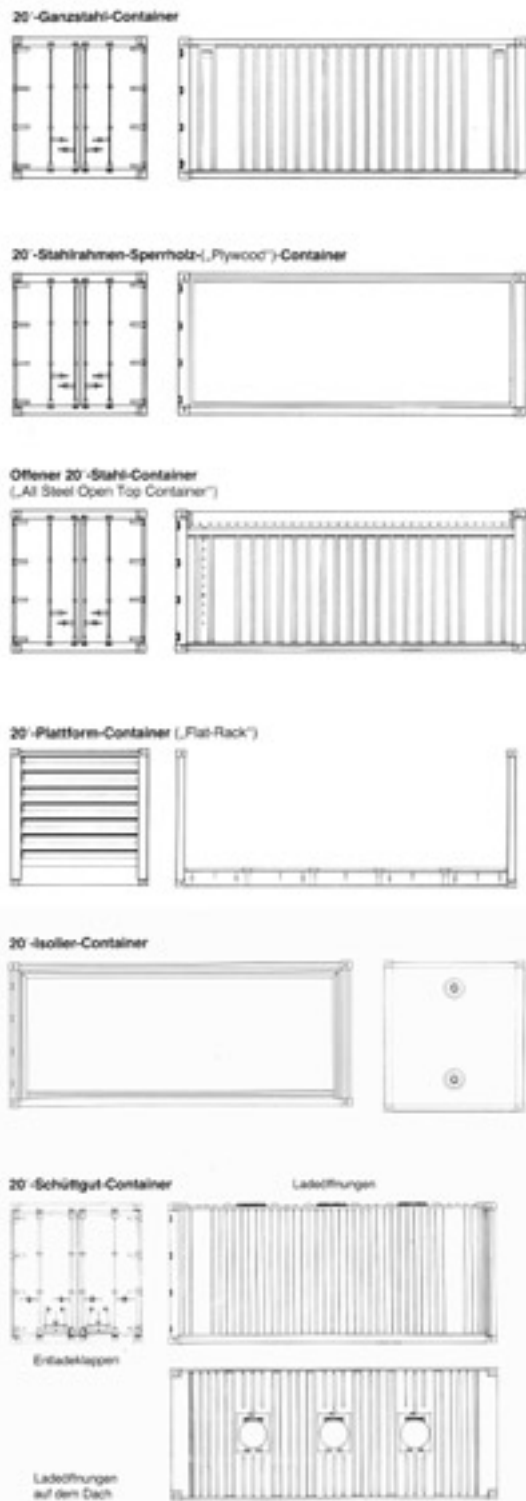 20'-Ganzstahl-Container
20'-Stahlrahmen-Sperrholz-(„Plywood“)-Container
Offener 20'-Stahl-Container
(„All Steel Open Top Container“)
20'-Plattform-Container („Flat-Rack“)
20'-Isolier-Container
20'-Schüttgut-Container
Ladeöffnungen
Entladeklappen
Ladeöffnungen
auf dem Dach